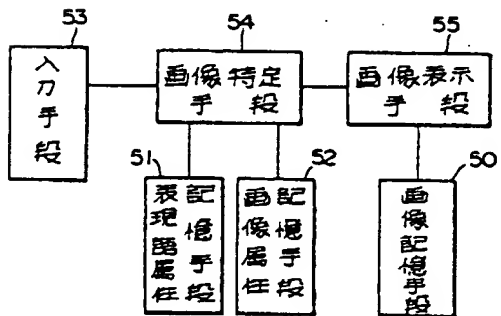 53
入力手段
54
画像特定
手段
55
画像表示
手段
51
表現語属性
記憶手段
52
画像属性
記憶手段
50
画像記憶手段